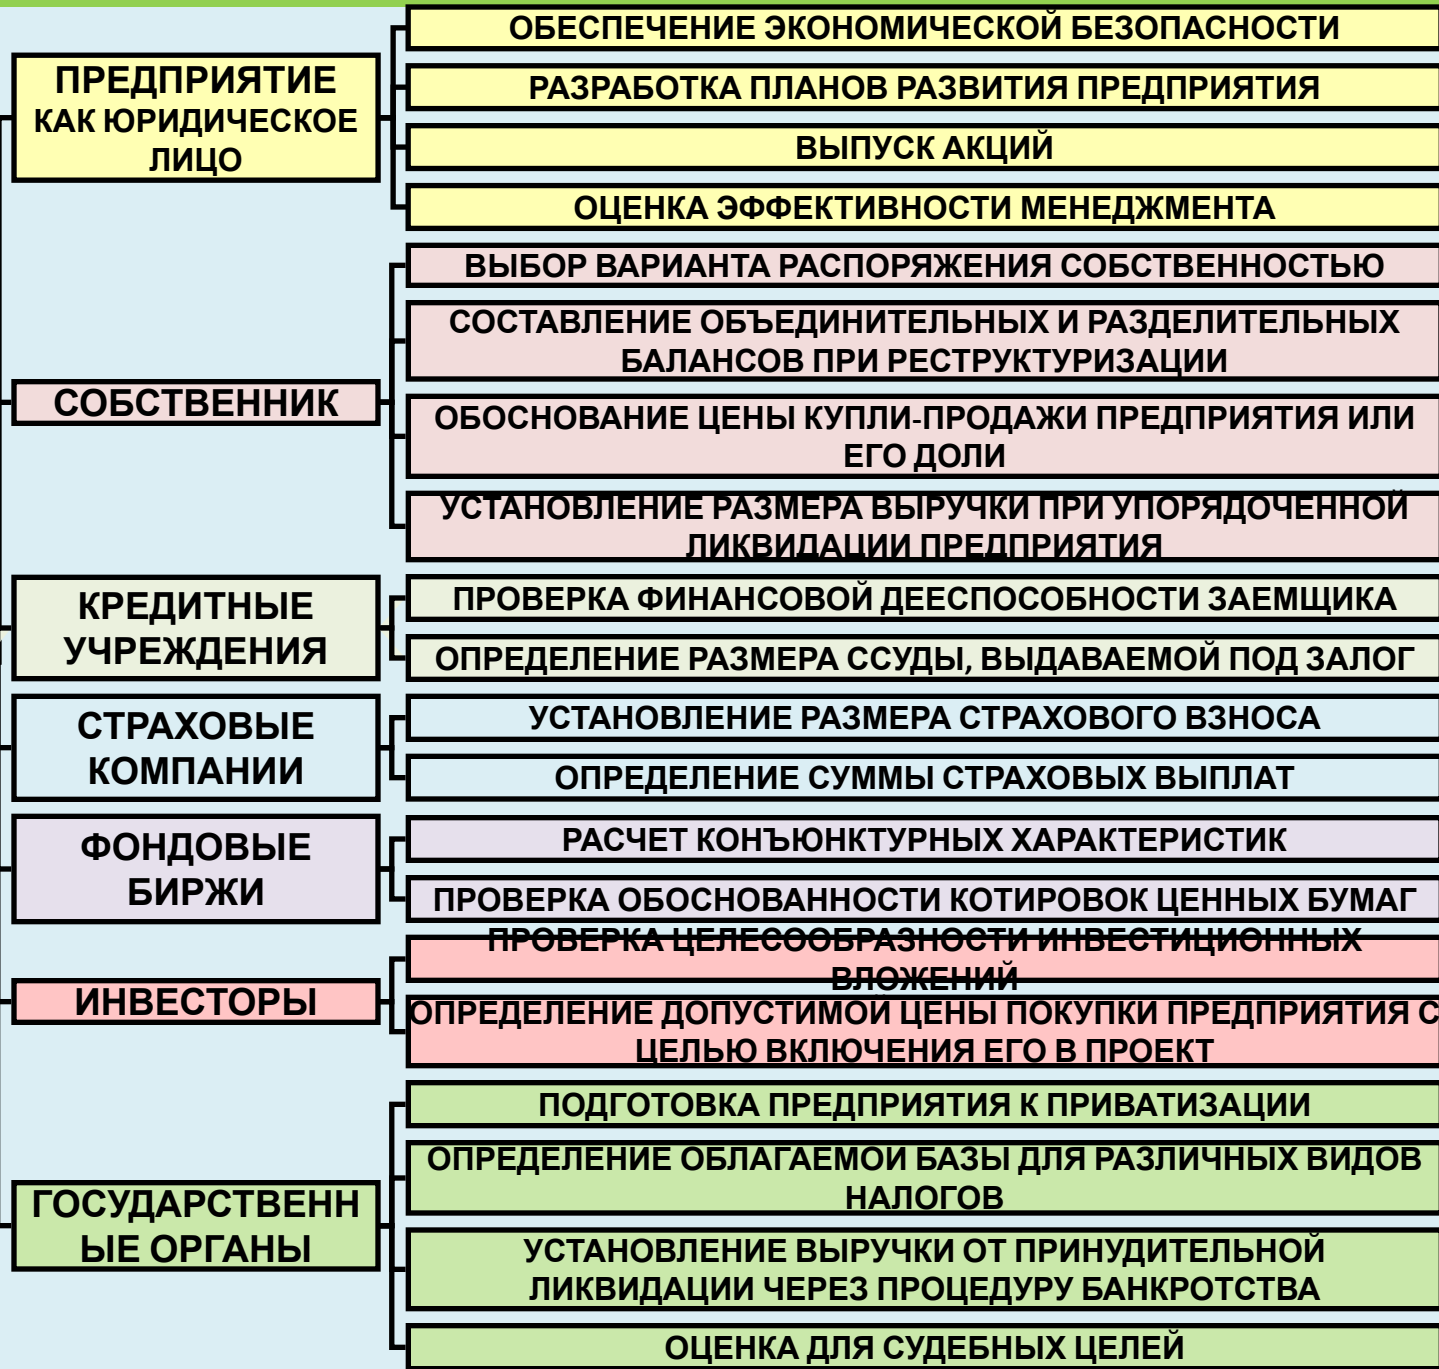 ПРЕДПРИЯТИЕ
КАК ЮРИДИЧЕСКОЕ
ЛИЦО
ОБЕСПЕЧЕНИЕ ЭКОНОМИЧЕСКОЙ БЕЗОПАСНОСТИ
РАЗРАБОТКА ПЛАНОВ РАЗВИТИЯ ПРЕДПРИЯТИЯ
ВЫПУСК АКЦИЙ
ОЦЕНКА ЭФФЕКТИВНОСТИ МЕНЕДЖМЕНТА
СОБСТВЕННИК
ВЫБОР ВАРИАНТА РАСПОРЯЖЕНИЯ СОБСТВЕННОСТЬЮ
СОСТАВЛЕНИЕ ОБЪЕДИНИТЕЛЬНЫХ И РАЗДЕЛИТЕЛЬНЫХ
БАЛАНСОВ ПРИ РЕСТРУКТУРИЗАЦИИ
ОБОСНОВАНИЕ ЦЕНЫ КУПЛИ-ПРОДАЖИ ПРЕДПРИЯТИЯ ИЛИ
ЕГО ДОЛИ
УСТАНОВЛЕНИЕ РАЗМЕРА ВЫРУЧКИ ПРИ УПОРЯДОЧЕННОЙ
ЛИКВИДАЦИИ ПРЕДПРИЯТИЯ
КРЕДИТНЫЕ
УЧРЕЖДЕНИЯ
ПРОВЕРКА ФИНАНСОВОЙ ДЕЕСПОСОБНОСТИ ЗАЕМЩИКА
ОПРЕДЕЛЕНИЕ РАЗМЕРА ССУДЫ, ВЫДАВАЕМОЙ ПОД ЗАЛОГ
СТРАХОВЫЕ
КОМПАНИИ
УСТАНОВЛЕНИЕ РАЗМЕРА СТРАХОВОГО ВЗНОСА
ОПРЕДЕЛЕНИЕ СУММЫ СТРАХОВЫХ ВЫПЛАТ
ФОНДОВЫЕ
БИРЖИ
РАСЧЕТ КОНЪЮНКТУРНЫХ ХАРАКТЕРИСТИК
ПРОВЕРКА ОБОСНОВАННОСТИ КОТИРОВОК ЦЕННЫХ БУМАГ
ИНВЕСТОРЫ
ПРОВЕРКА ЦЕЛЕСООБРАЗНОСТИ ИНВЕСТИЦИОННЫХ
ВЛОЖЕНИЙ
ОПРЕДЕЛЕНИЕ ДОПУСТИМОЙ ЦЕНЫ ПОКУПКИ ПРЕДПРИЯТИЯ С
ЦЕЛЬЮ ВКЛЮЧЕНИЯ ЕГО В ПРОЕКТ
ГОСУДАРСТВЕНН
ЫЕ ОРГАНЫ
ПОДГОТОВКА ПРЕДПРИЯТИЯ К ПРИВАТИЗАЦИИ
ОПРЕДЕЛЕНИЕ ОБЛАГАЕМОЙ БАЗЫ ДЛЯ РАЗЛИЧНЫХ ВИДОВ
НАЛОГОВ
УСТАНОВЛЕНИЕ ВЫРУЧКИ ОТ ПРИНУДИТЕЛЬНОЙ
ЛИКВИДАЦИИ ЧЕРЕЗ ПРОЦЕДУРУ БАНКРОТСТВА
ОЦЕНКА ДЛЯ СУДЕБНЫХ ЦЕЛЕЙ